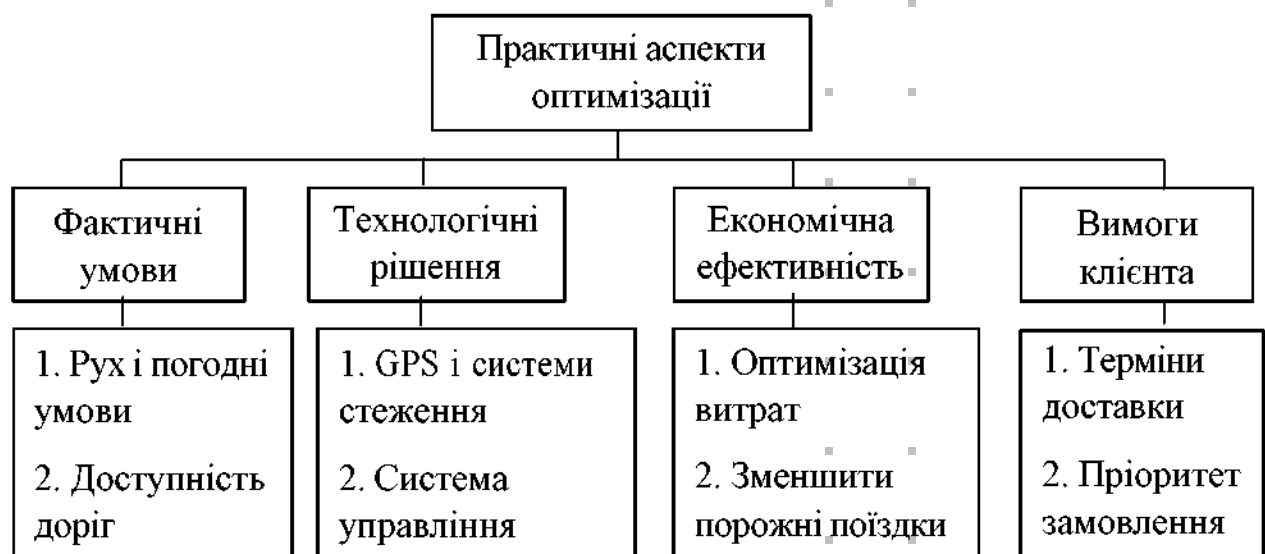 Практичні аспекти
оптимізації
Фактичні
умови
Технологічні
рішення
Економічна
ефективність
Вимоги
клієнта
1. Рух і погодні
умови
2. Доступність
доріг
1. GPS і системи
стеження
2. Система
управління
1. Оптимізація
витрат
2. Зменшити
порожні поїздки
1. Терміни
доставки
2. Пріоритет
замовлення